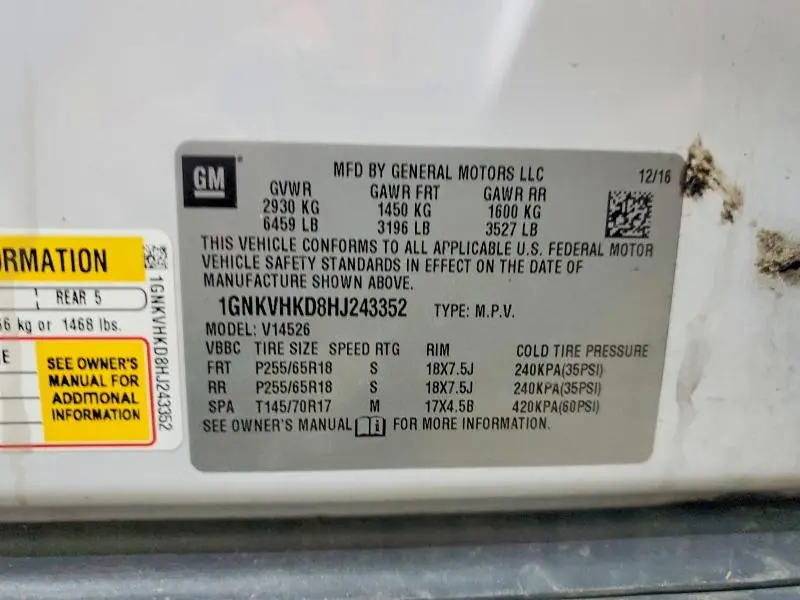 GM
MFD BY GENERAL MOTORS LLC
12/16
GVWR GAWR FRT GAWR RR
2930 KG 1450 KG 1600 KG
6459 LB 3196 LB 3527 LB
THIS VEHICLE CONFORMS TO ALL APPLICABLE U.S. FEDERAL MOTOR
VEHICLE SAFETY STANDARDS IN EFFECT ON THE DATE OF
MANUFACTURE SHOWN ABOVE.
1GNKVHKD8HJ243352 TYPE: M.P.V.
MODEL: V14526
VBBC TIRE SIZE SPEED RTG RIM COLD TIRE PRESSURE
FRT P255/65R18 S 18X7.5J 240KPA(35PSI)
RR P255/65R18 S 18X7.5J 240KPA(35PSI)
SPA T145/70R17 M 17X4.5B 420KPA(60PSI)
SEE OWNER'S MANUAL FOR MORE INFORMATION.
RMATION
REAR 5
kg or 1468 lbs.
SEE OWNER'S
MANUAL FOR
ADDITIONAL
INFORMATION
1GNKVHKD8HJ243352